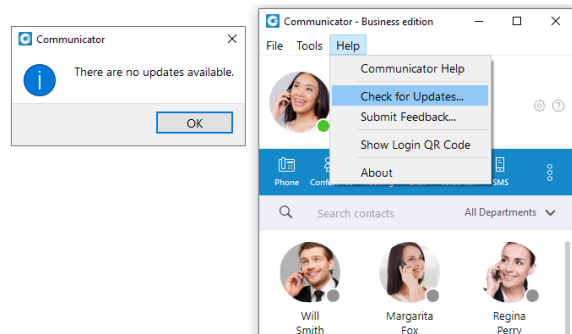 Communicator
There are no updates available.
OK
Communicator - Business edition
File Tools Help
Communicator Help
Check for Updates...
Submit Feedback...
Show Login QR Code
About
Phone
SMS
Search contacts
All Departments
Will
Smith
Margarita
Fox
Regina
Perry